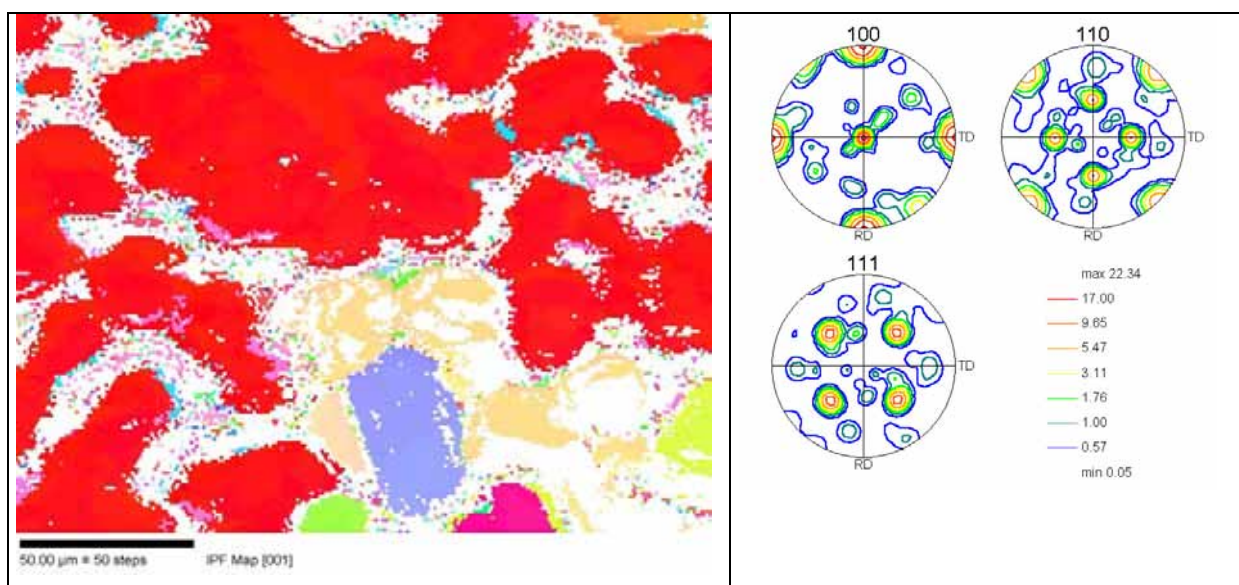 50.00 µm = 50 steps IPF Map [001]
100
110
TD
TD
RD
RD
111
TD
RD
max 22.34
17.00
9.65
5.47
3.11
1.76
1.00
0.57
min 0.05